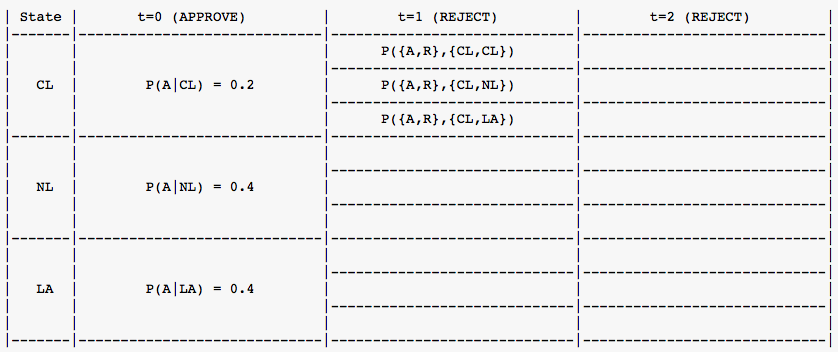 State | t=0 (APPROVE) | t=1 (REJECT) | t=2 (REJECT)
P({A,R},{CL,CL})
CL | P(A|CL) = 0.2 | P({A,R},{CL,NL})
P({A,R},{CL,LA})
NL | P(A|NL) = 0.4
LA | P(A|LA) = 0.4